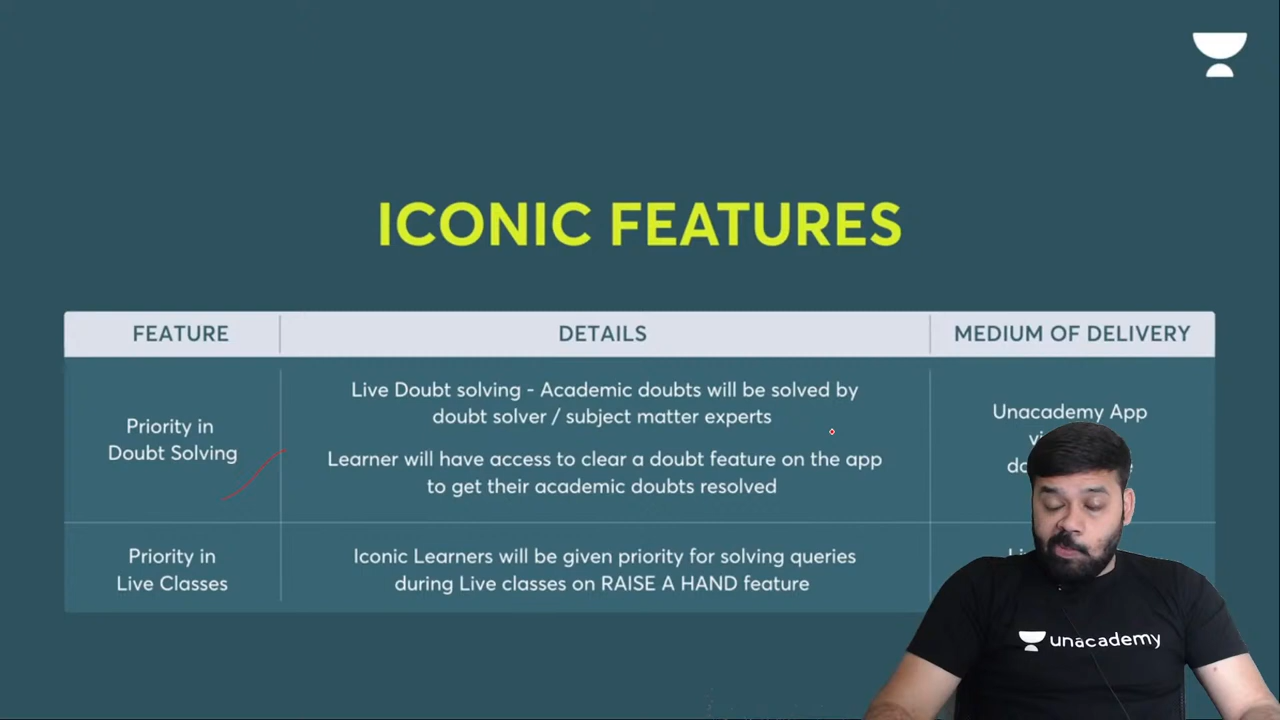 ICONIC FEATURES
FEATURE
DETAILS
MEDIUM OF DELIVERY
Priority in
Doubt Solving
Live Doubt solving - Academic doubts will be solved by
doubt solver / subject matter experts
Learner will have access to clear a doubt feature on the app
to get their academic doubts resolved
Unacademy App
Priority in
Live Classes
Iconic Learners will be given priority for solving queries
during Live classes on RAISE A HAND feature
unacademy